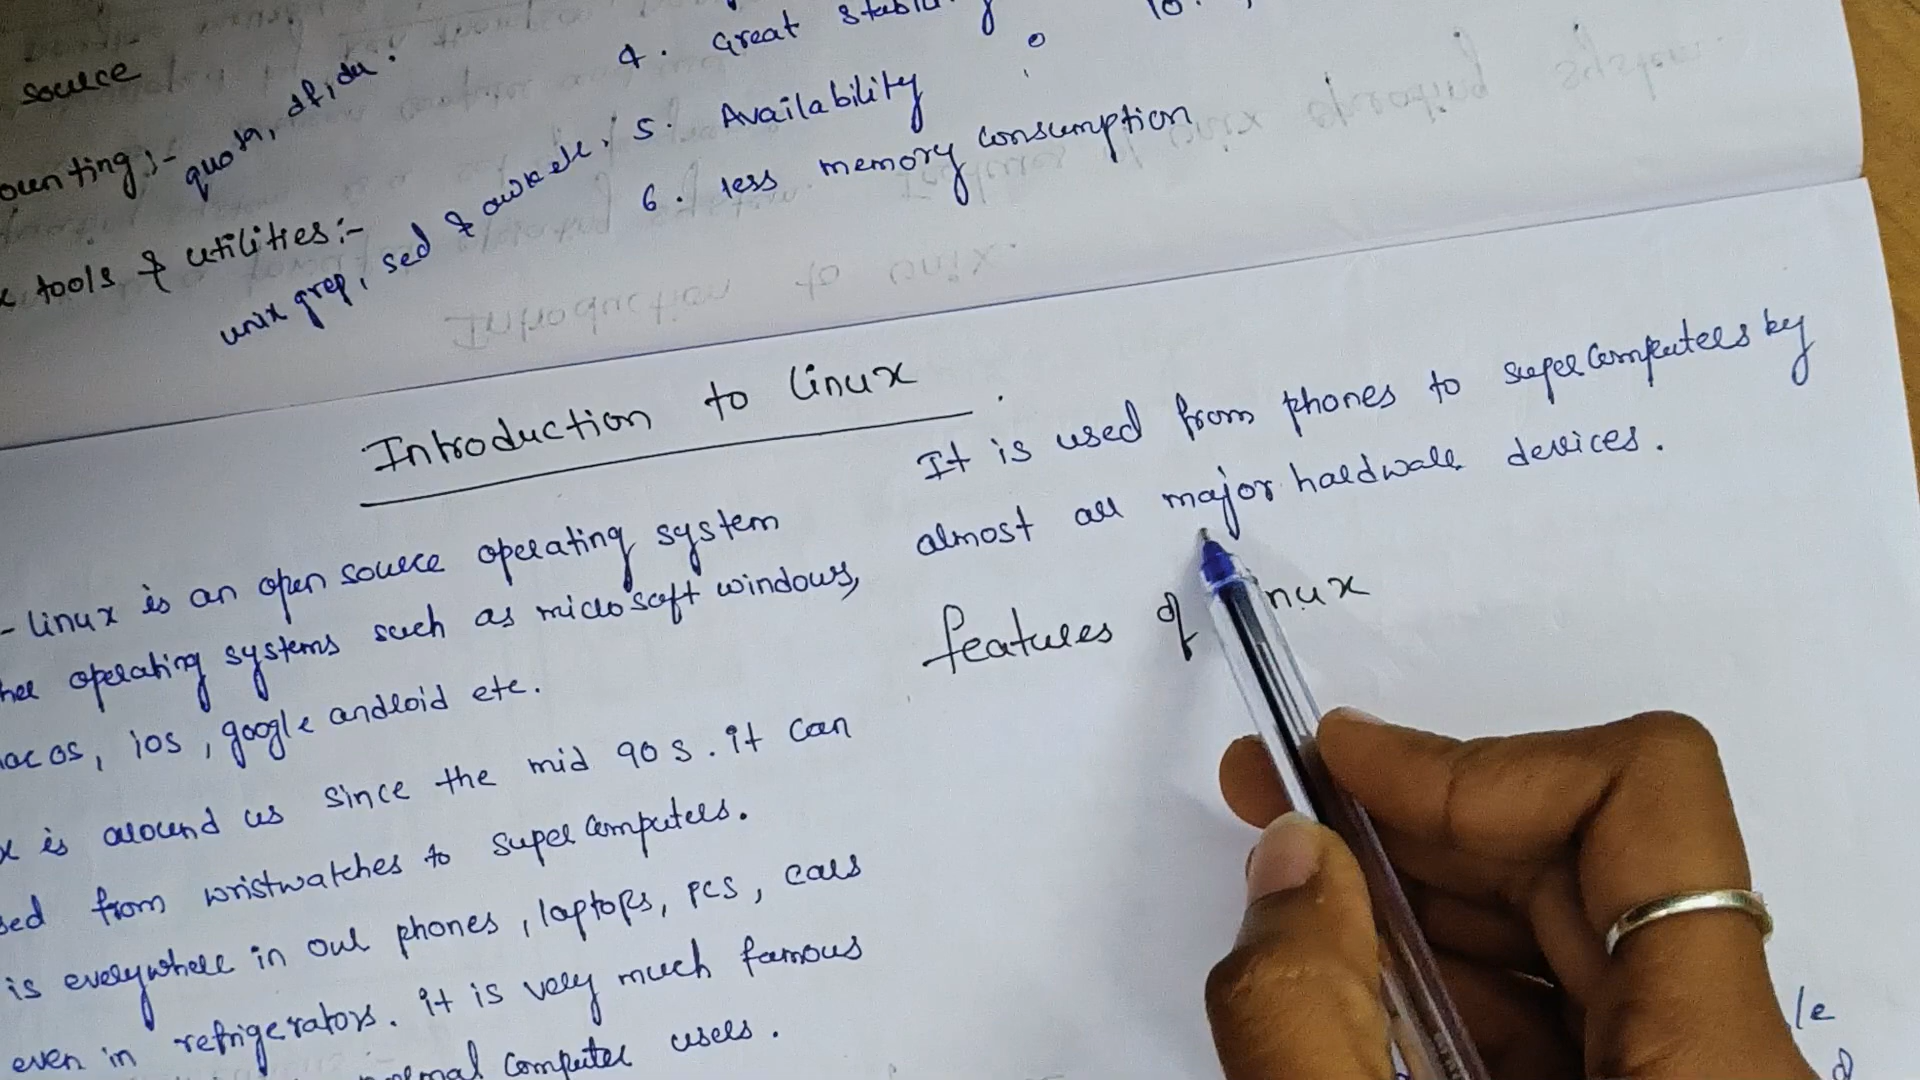 source
4. Great
ounting :- quota, df, du.
5. Availability
6. less memory consumption
tools & utilities :-
unix grep, sed & awk etc.
Introduction to linux.
- linux is an open source operating system
operating systems such as microsoft windows,
ac os, ios, google android etc.
x is around us since the mid 90s. it can
sed from wristwatches to super computers.
is everywhere in our phones, laptops, pcs, cars
even in refrigerators. it is very much famous
computer users.
It is used from phones to super computers by
almost all major hardware devices.
features of nux